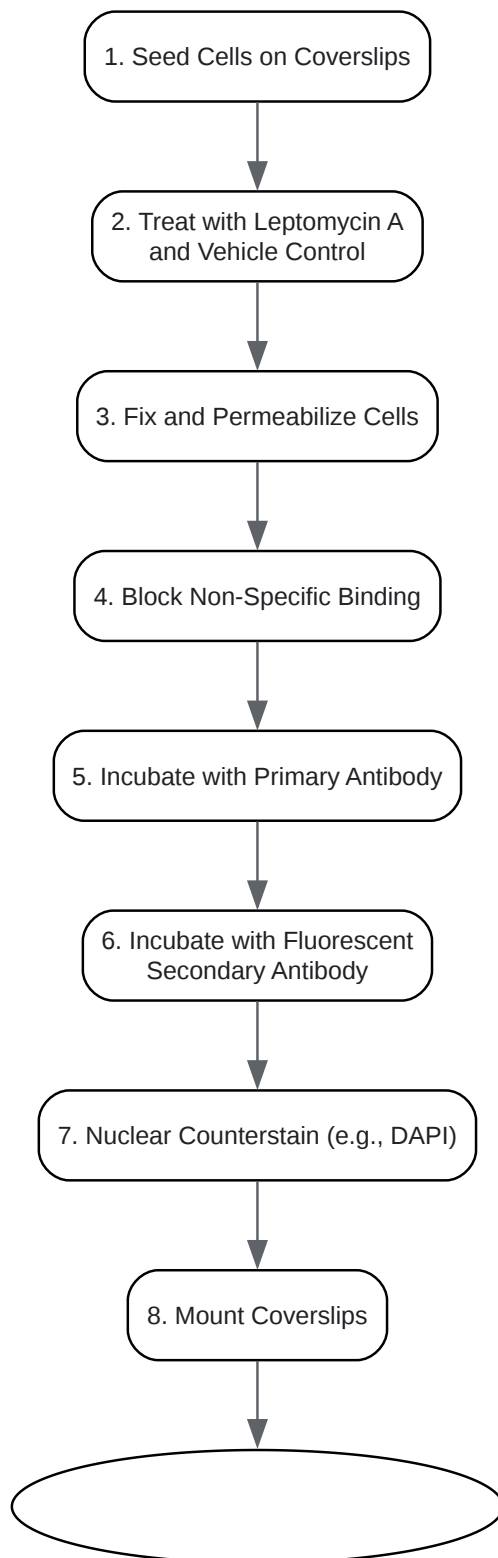 1. Seed Cells on Coverslips
2. Treat with Leptomycin A
and Vehicle Control
3. Fix and Permeabilize Cells
4. Block Non-Specific Binding
5. Incubate with Primary Antibody
6. Incubate with Fluorescent
Secondary Antibody
7. Nuclear Counterstain (e.g., DAPI)
8. Mount Coverslips